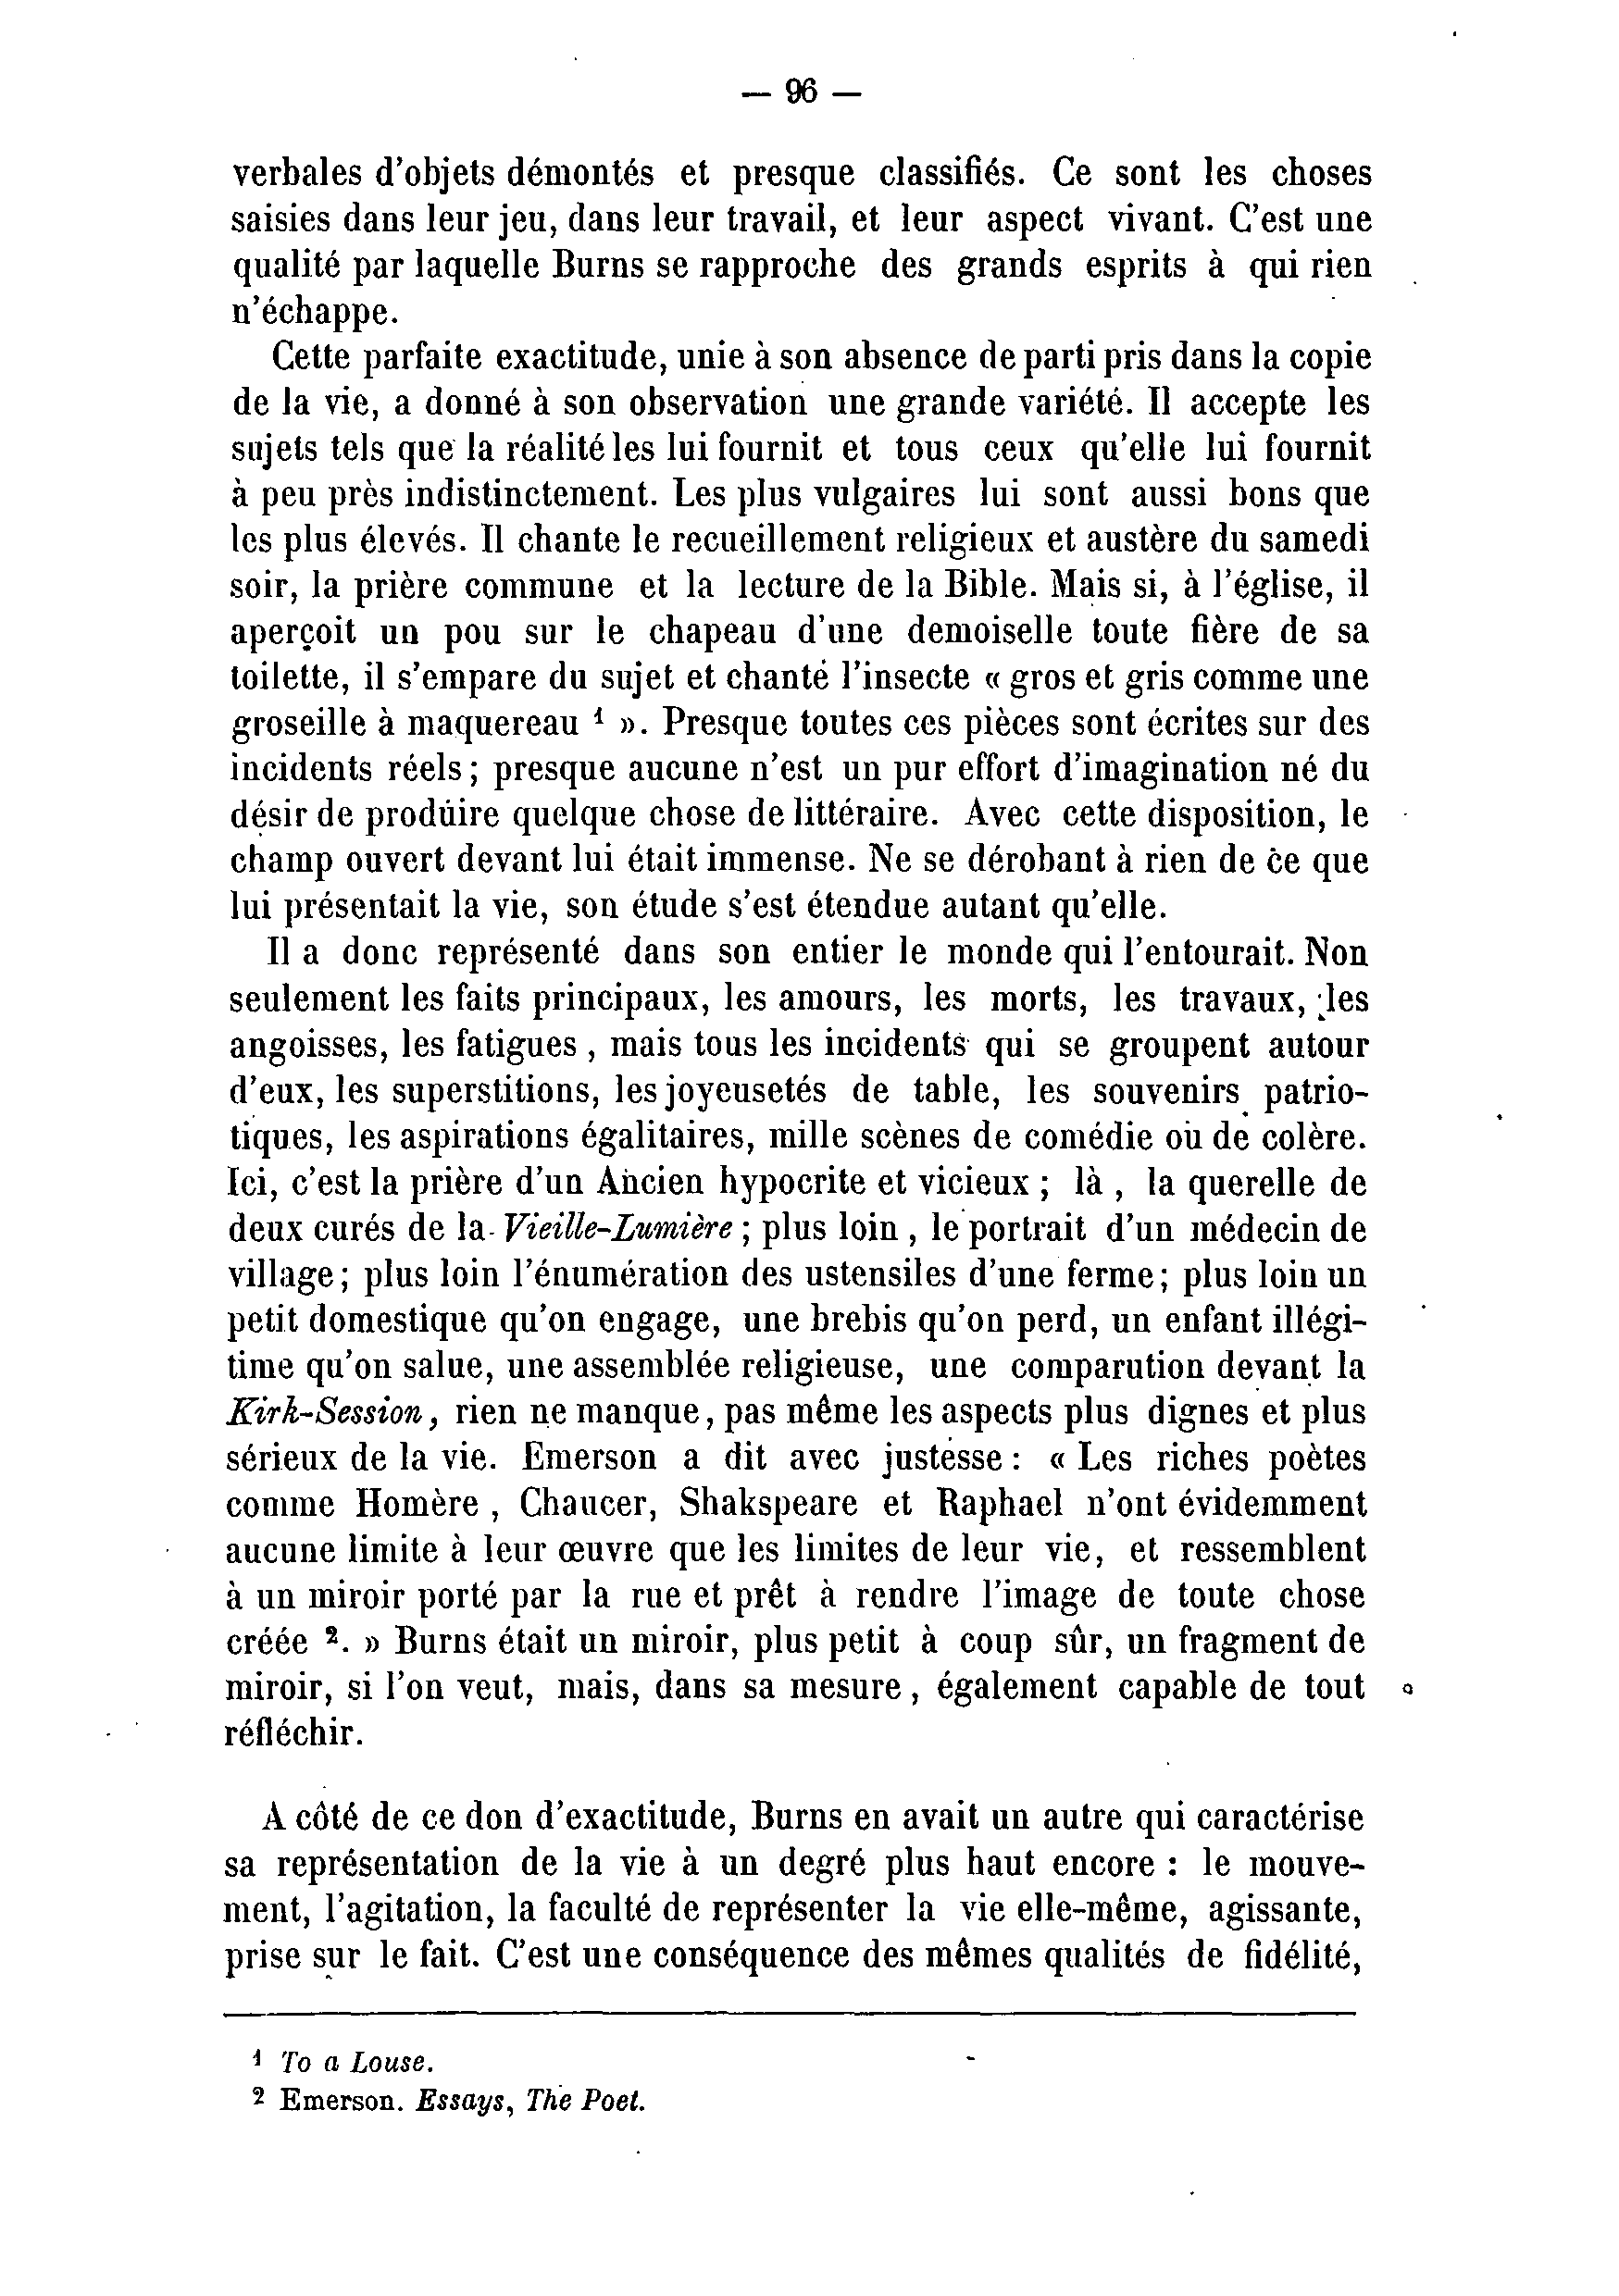 — 96 —
verbales d'objets démontés et presque classifiés. Ce sont les choses
saisies dans leur jeu, dans leur travail, et leur aspect vivant. C'est une
qualité par laquelle Burns se rapproche des grands esprits à qui rien
n'échappe.
Cette parfaite exactitude, unie à son absence de parti pris dans la copie
de la vie, a donné à son observation une grande variété. Il accepte les
sujets tels que la réalité les lui fournit et tous ceux qu'elle lui fournit
à peu près indistinctement. Les plus vulgaires lui sont aussi bons que
les plus élevés. Il chante le recueillement religieux et austère du samedi
soir, la prière commune et la lecture de la Bible. Mais si, à l'église, il
aperçoit un pou sur le chapeau d'une demoiselle toute fière de sa
toilette, il s'empare du sujet et chante l'insecte « gros et gris comme une
groseille à maquereau ¹ ». Presque toutes ces pièces sont écrites sur des
incidents réels ; presque aucune n'est un pur effort d'imagination né du
désir de produire quelque chose de littéraire. Avec cette disposition, le
champ ouvert devant lui était immense. Ne se dérobant à rien de ce que
lui présentait la vie, son étude s'est étendue autant qu'elle.
Il a donc représenté dans son entier le monde qui l'entourait. Non
seulement les faits principaux, les amours, les morts, les travaux, les
angoisses, les fatigues , mais tous les incidents qui se groupent autour
d'eux, les superstitions, les joyeusetés de table, les souvenirs patrio-
tiques, les aspirations égalitaires, mille scènes de comédie où de colère.
Ici, c'est la prière d'un Ancien hypocrite et vicieux ; là , la querelle de
deux curés de la Vieille-Lumière ; plus loin , le portrait d'un médecin de
village ; plus loin l'énumération des ustensiles d'une ferme; plus loin un
petit domestique qu'on engage, une brebis qu'on perd, un enfant illégi-
time qu'on salue, une assemblée religieuse, une comparution devant la
Kirk-Session, rien ne manque, pas même les aspects plus dignes et plus
sérieux de la vie. Emerson a dit avec justesse : « Les riches poètes
comme Homère , Chaucer, Shakspeare et Raphael n'ont évidemment
aucune limite à leur œuvre que les limites de leur vie, et ressemblent
à un miroir porté par la rue et prêt à rendre l'image de toute chose
créée ². » Burns était un miroir, plus petit à coup sûr, un fragment de
miroir, si l'on veut, mais, dans sa mesure, également capable de tout
réfléchir.
A côté de ce don d'exactitude, Burns en avait un autre qui caractérise
sa représentation de la vie à un degré plus haut encore : le mouve-
ment, l'agitation, la faculté de représenter la vie elle-même, agissante,
prise sur le fait. C'est une conséquence des mêmes qualités de fidélité,
¹ To a Louse.
² Emerson. Essays, The Poet.